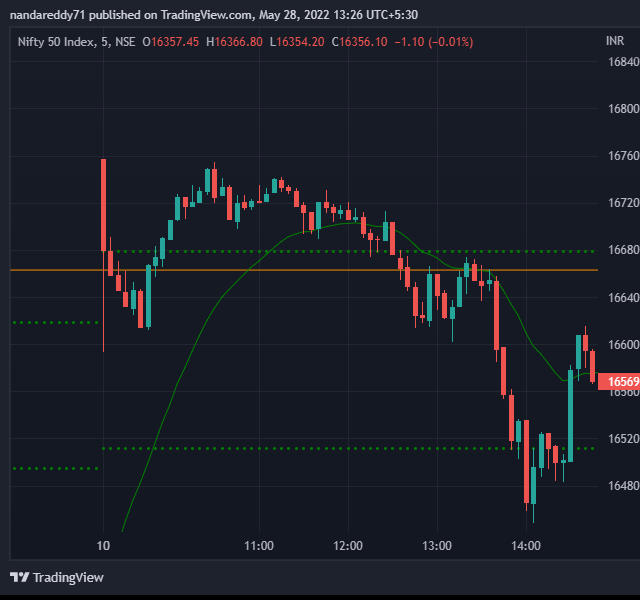 nandareddy71 published on TradingView.com, May 28, 2022 13:26 UTC+5:30
Nifty 50 Index, 5, NSE O16357.45 H16366.80 L16354.20 C16356.10 −1.10 (−0.01%)
INR
16840
16800
16760
16720
16680
16640
16600
16569
16560
16520
16480
10 11:00 12:00 13:00 14:00
TradingView